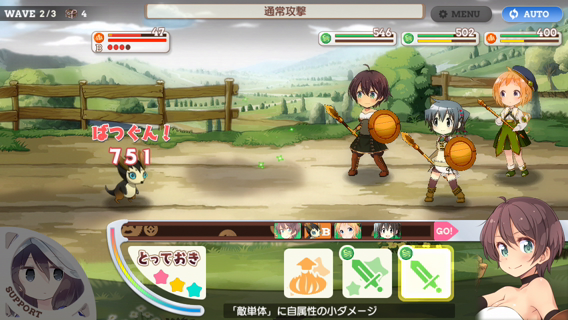 WAVE 2/3 4
通常攻撃
MENU
AUTO
47
B
546
502
400
ばつぐん！
751
B
GO!
とっておき
SUPPORT
「敵単体」に自属性の小ダメージ